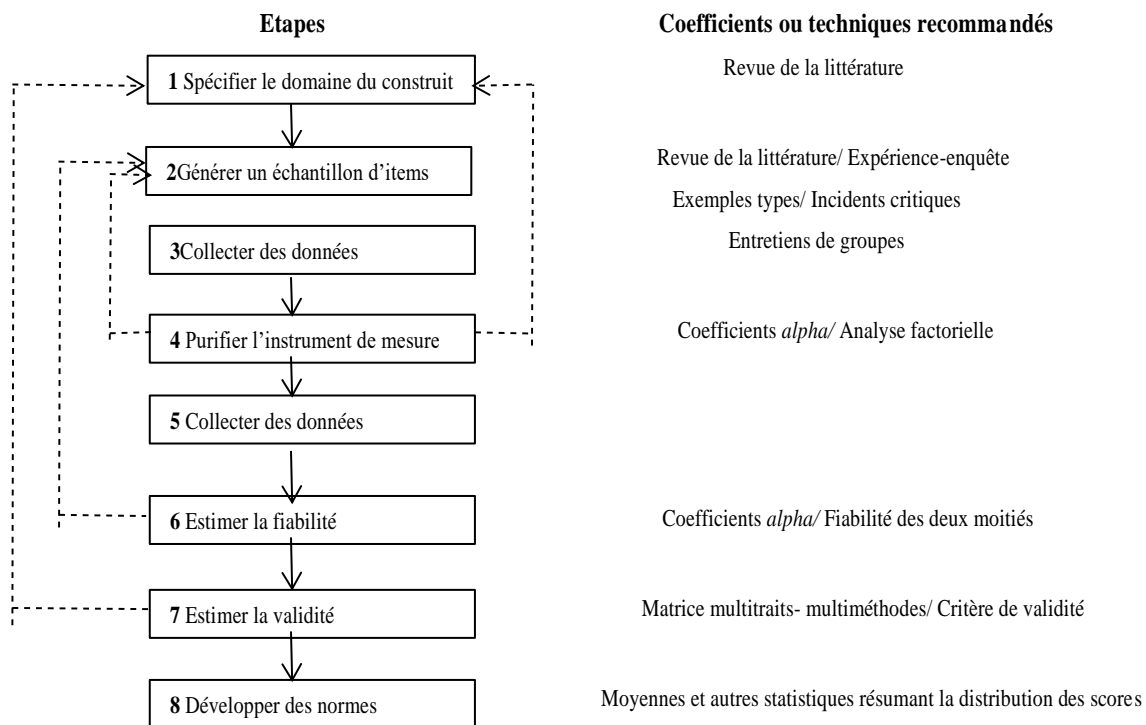 Etapes
Coefficients ou techniques recommandés
1 Spécifier le domaine du construit
Revue de la littérature
2Générer un échantillon d'items
Revue de la littérature/ Expérience-enquête
Exemples types/ Incidents critiques
3Collecter des données
Entretiens de groupes
4 Purifier l'instrument de mesure
Coefficients alpha/ Analyse factorielle
5 Collecter des données
6 Estimer la fiabilité
Coefficients alpha/ Fiabilité des deux moitiés
7 Estimer la validité
Matrice multitraits- multiméthodes/ Critère de validité
8 Développer des normes
Moyennes et autres statistiques résumant la distribution des scores